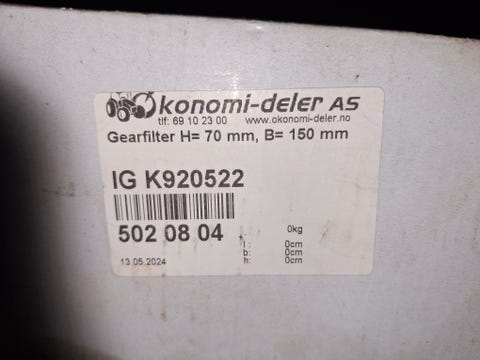 Økonomi-deler AS
tlf: 69 10 23 00 www.okonomi-deler.no
Gearfilter H= 70 mm, B= 150 mm
IG K920522
502 08 04
0kg
l : 0cm
b: 0cm
13.05.2024 h: 0cm